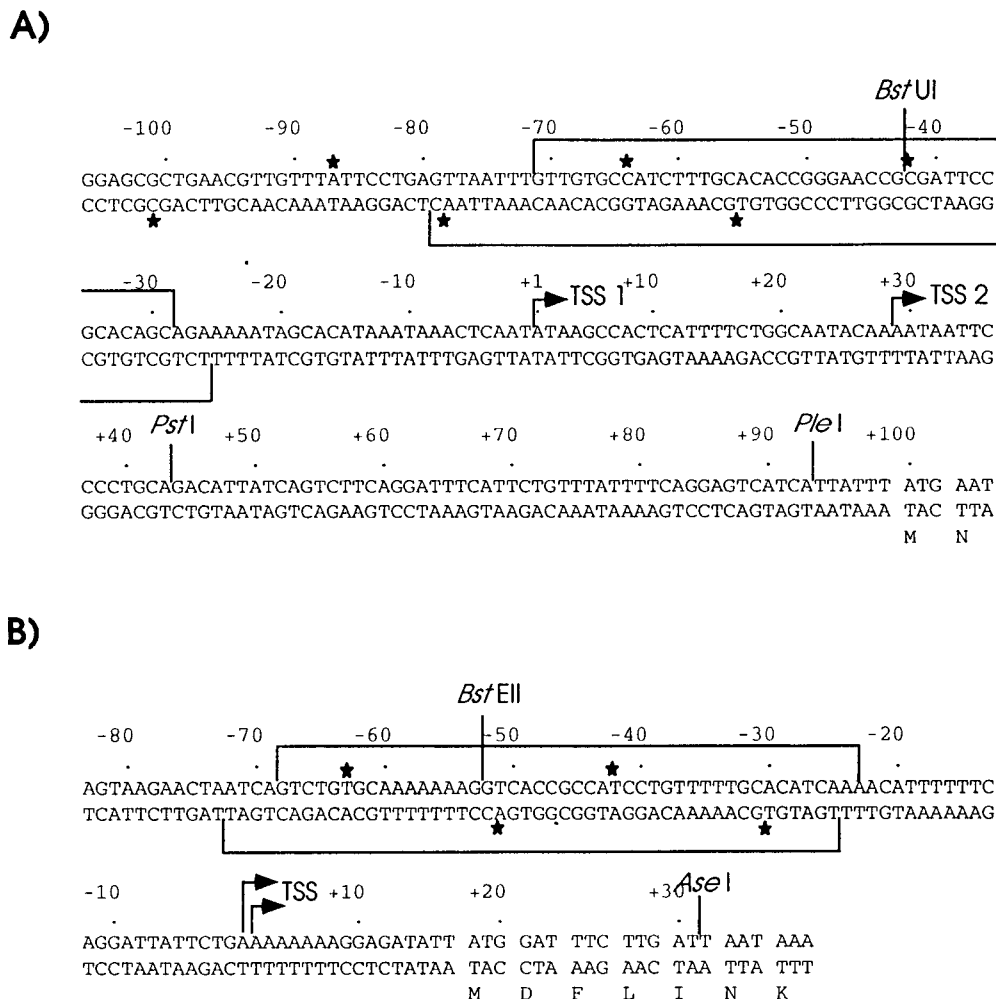 A)
BstUI
-100 -90 -80 -70 -60 -50 -40
GGAGCGCTGAACGTTGTTTATTCCTGAGTTAATTTGTTGTGCCATCTTTGCACACCGGGAACCGCGATTCC
CCTCGCGACTTGCAACAAATAAGGACTCAATTAAACAACACGGTAGAAACGTGTGGCCCTTGGCGCTAAGG
-30 -20 -10 +1 TSS 1 +10 +20 +30 TSS 2
GCACAGCAGAAAAATAGCACATAAATAAACTCAATATAAGCCACTCATTTTCTGGCAATACAAAATAATTC
CGTGTCGTCTTTTTATCGTGTATTTATTTGAGTTATATTCGGTGAGTAAAAGACCGTTATGTTTTATTAAG
+40 PstI +50 +60 +70 +80 +90 PleI +100
CCCTGCAGACATTATCAGTCTTCAGGATTTCATTCTGTTTATTTTCAGGAGTCATCATTATTT ATG AAT
GGGACGTCTGTAATAGTCAGAAGTCCTAAAGTAAGACAAATAAAAGTCCTCAGTAGTAATAAA TAC TTA
M N
B)
BstEII
-80 -70 -60 -50 -40 -30 -20
AGTAAGAACTAATCAGTCTGTGCAAAAAAAGGTCACCGCCATCCTGTTTTTGCACATCAAAACATTTTTTC
TCATTCTTGATTAGTCAGACACGTTTTTTTCCAGTGGCGGTAGGACAAAAACGTGTAGTTTTGTAAAAAAG
-10 TSS +10 +20 +30 AseI
AGGATTATTCTGAAAAAAAAGGAGATATT ATG GAT TTC TTG ATT AAT AAA
TCCTAATAAGACTTTTTTTTCCTCTATAA TAC CTA AAG AAC TAA TTA TTT
M D F L I N K